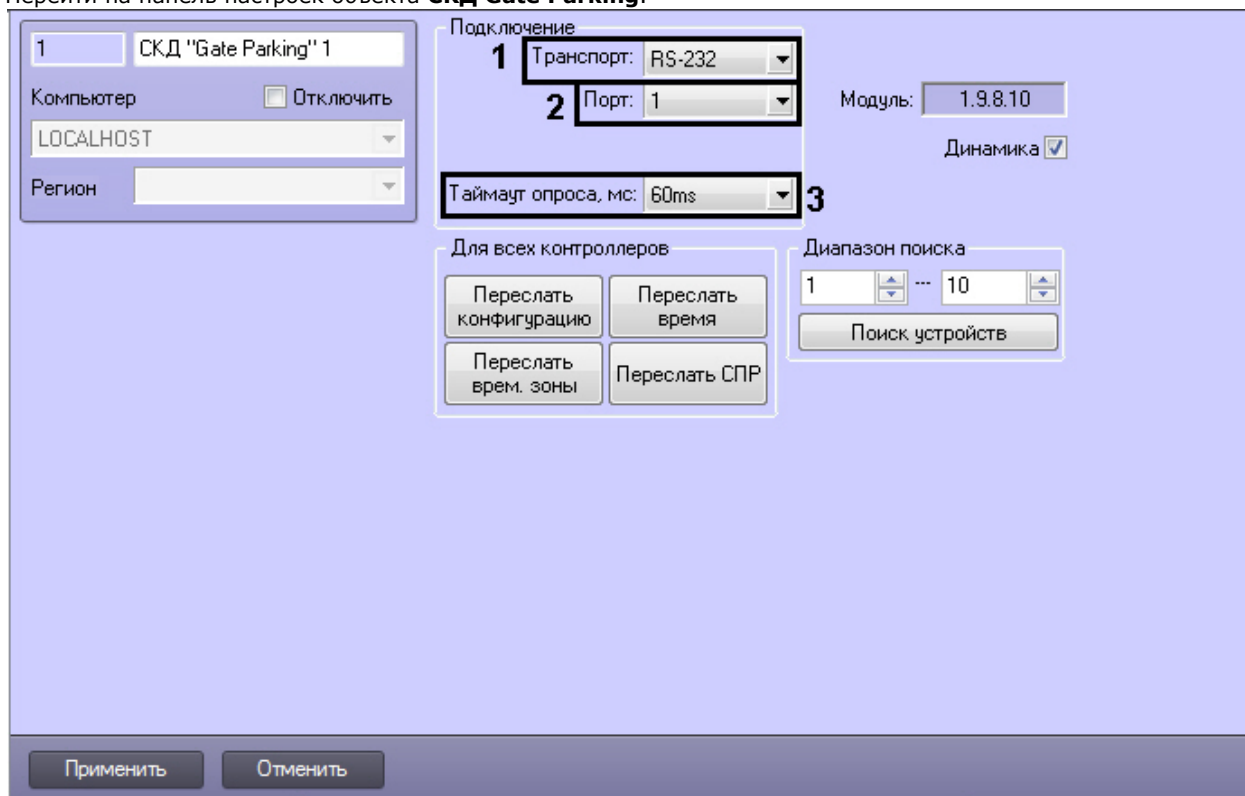 Перейти на панель настроек объекта СКД Gate Parking.
1
СКД "Gate Parking" 1
Компьютер
Отключить
LOCALHOST
Регион
Подключение
1
Транспорт: RS-232
2
Порт: 1
Таймаут опроса, мс: 60ms
3
Модуль: 1.9.8.10
Динамика
Для всех контроллеров
Переслать
конфигурацию
Переслать
время
Переслать
врем. зоны
Переслать СПР
Диапазон поиска
1 ... 10
Поиск устройств
Применить
Отменить